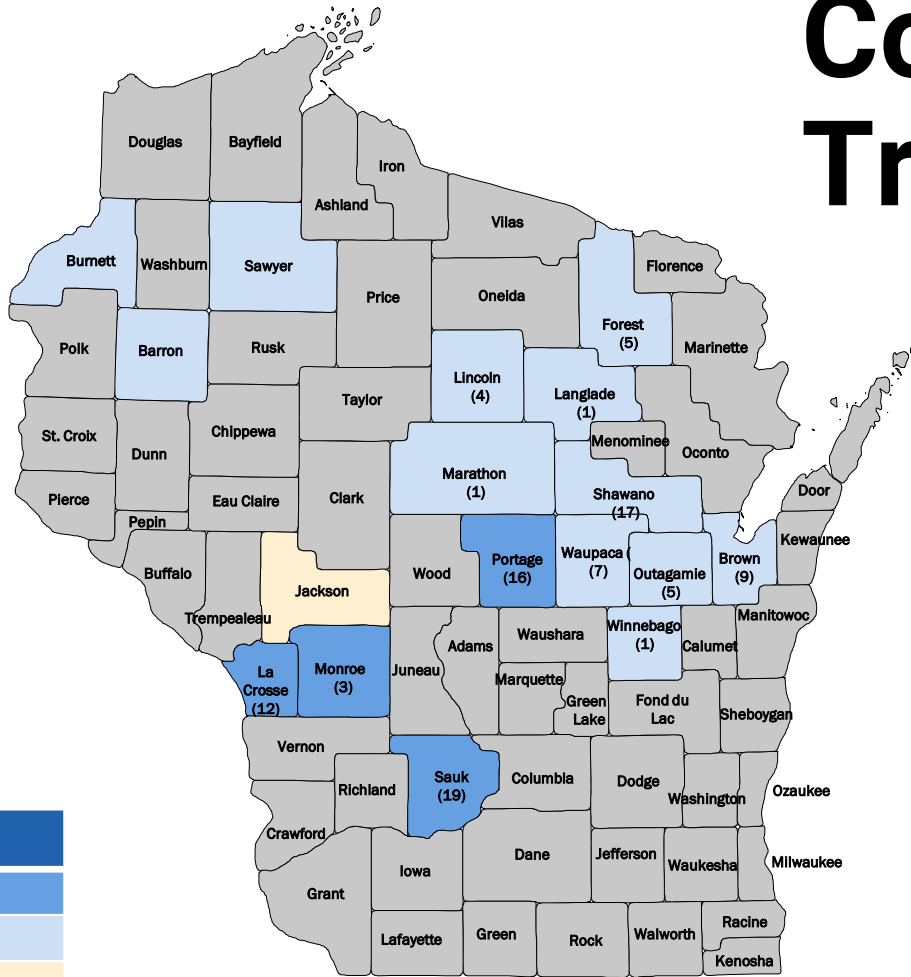 Co
Tr
Douglas
Bayfield
Iron
Ashland
Vilas
Burnett
Washburn
Sawyer
Florence
Price
Oneida
Forest
(5)
Polk
Barron
Rusk
Marinette
Lincoln
(4)
Taylor
Langlade
(1)
St. Croix
Chippewa
Menominee
Dunn
Oconto
Marathon
(1)
Pierce
Eau Claire
Clark
Shawano
(17)
Door
Pepin
Kewaunee
Buffalo
Wood
Portage
(16)
Waupaca (
(7)
Outagamie
(5)
Brown
(9)
Jackson
Trempealeau
Manitowoc
Adams
Waushara
Winnebago
(1)
Calumet
La
Crosse
(12)
Monroe
(3)
Juneau
Marquette
Green
Lake
Fond du
Lac
Sheboygan
Vernon
Richland
Sauk
(19)
Columbia
Dodge
Washington
Ozaukee
Crawford
Dane
Jefferson
Waukesha
Milwaukee
Iowa
Grant
Lafayette
Green
Rock
Walworth
Racine
Kenosha